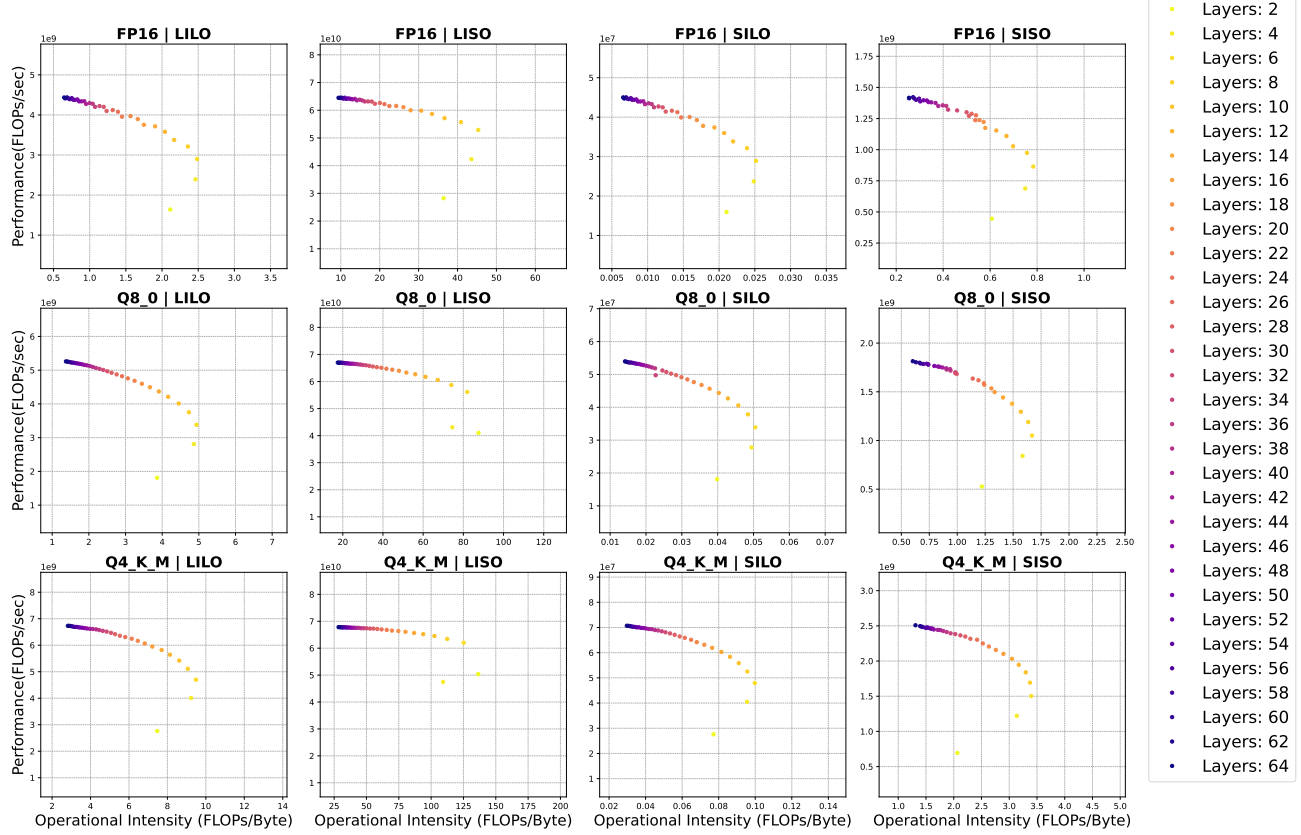 FP16 | LILO
1e9
5
4
3
2
1
0.5 1.0 1.5 2.0 2.5 3.0 3.5
Performance(FLOPs/sec)
FP16 | LISO
1e10
8
7
6
5
4
3
2
1
10 20 30 40 50 60
FP16 | SILO
1e7
5
4
3
2
1
0.005 0.010 0.015 0.020 0.025 0.030 0.035
FP16 | SISO
1e9
1.75
1.50
1.25
1.00
0.75
0.50
0.25
0.2 0.4 0.6 0.8 1.0
Q8_0 | LILO
1e9
6
5
4
3
2
1
1 2 3 4 5 6 7
Performance(FLOPs/sec)
Q8_0 | LISO
1e10
8
7
6
5
4
3
2
1
20 40 60 80 100 120
Q8_0 | SILO
1e7
7
6
5
4
3
2
1
0.01 0.02 0.03 0.04 0.05 0.06 0.07
Q8_0 | SISO
1e9
2.0
1.5
1.0
0.5
0.50 0.75 1.00 1.25 1.50 1.75 2.00 2.25 2.50
Q4_K_M | LILO
1e9
8
7
6
5
4
3
2
1
2 4 6 8 10 12 14
Performance(FLOPs/sec)
Operational Intensity (FLOPs/Byte)
Q4_K_M | LISO
1e10
8
7
6
5
4
3
2
1
25 50 75 100 125 150 175 200
Operational Intensity (FLOPs/Byte)
Q4_K_M | SILO
1e7
9
8
7
6
5
4
3
2
1
0.02 0.04 0.06 0.08 0.10 0.12 0.14
Operational Intensity (FLOPs/Byte)
Q4_K_M | SISO
1e9
3.0
2.5
2.0
1.5
1.0
0.5
1.0 1.5 2.0 2.5 3.0 3.5 4.0 4.5 5.0
Operational Intensity (FLOPs/Byte)
Layers: 2
Layers: 4
Layers: 6
Layers: 8
Layers: 10
Layers: 12
Layers: 14
Layers: 16
Layers: 18
Layers: 20
Layers: 22
Layers: 24
Layers: 26
Layers: 28
Layers: 30
Layers: 32
Layers: 34
Layers: 36
Layers: 38
Layers: 40
Layers: 42
Layers: 44
Layers: 46
Layers: 48
Layers: 50
Layers: 52
Layers: 54
Layers: 56
Layers: 58
Layers: 60
Layers: 62
Layers: 64